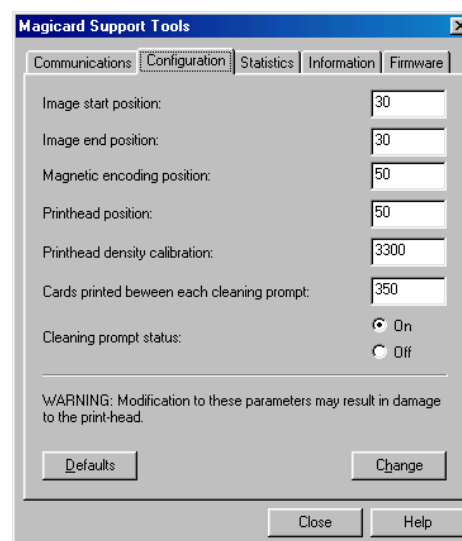 Magicard Support Tools
Communications Configuration Statistics Information Firmware
Image start position: 30
Image end position: 30
Magnetic encoding position: 50
Printhead position: 50
Printhead density calibration: 3300
Cards printed beween each cleaning prompt: 350
Cleaning prompt status: On
Off
WARNING: Modification to these parameters may result in damage
to the print-head.
Defaults Change
Close Help